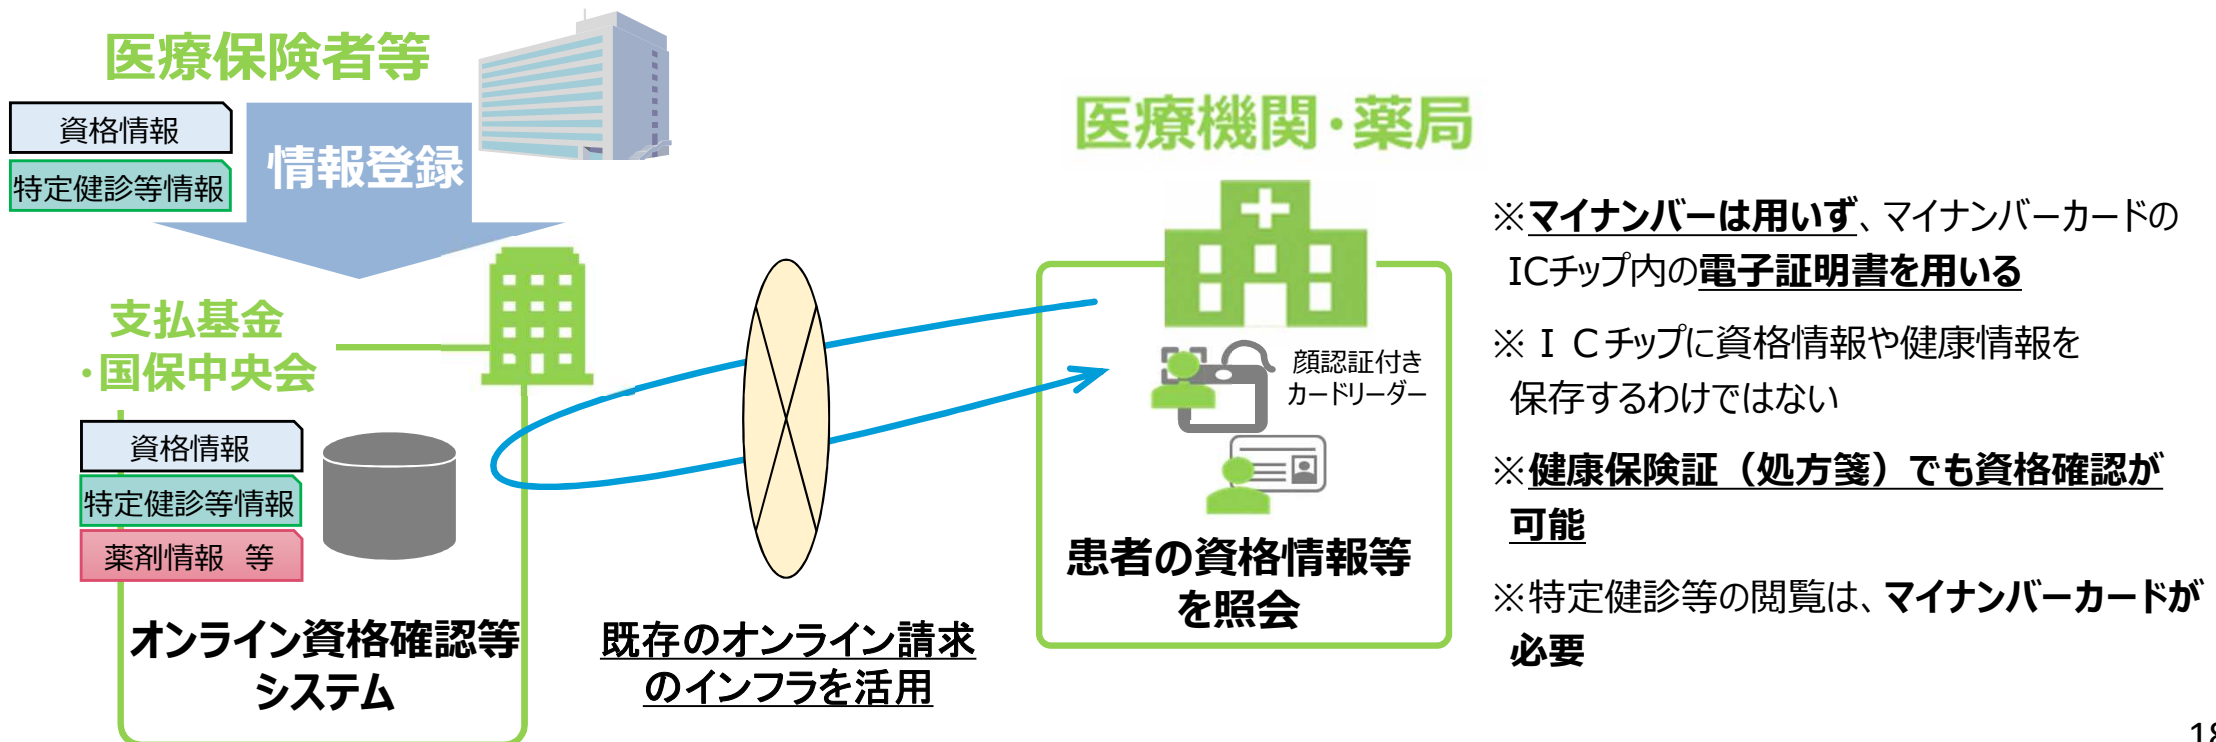 医療保険者等
資格情報
特定健診等情報
情報登録
支払基金
・国保中央会
資格情報
特定健診等情報
薬剤情報 等
オンライン資格確認等
システム
既存のオンライン請求
のインフラを活用
医療機関・薬局
顔認証付き
カードリーダー
患者の資格情報等
を照会
※マイナンバーは用いず、マイナンバーカードの
ICチップ内の電子証明書を用いる
※ＩＣチップに資格情報や健康情報を
保存するわけではない
※健康保険証（処方箋）でも資格確認が
可能
※特定健診等の閲覧は、マイナンバーカードが
必要